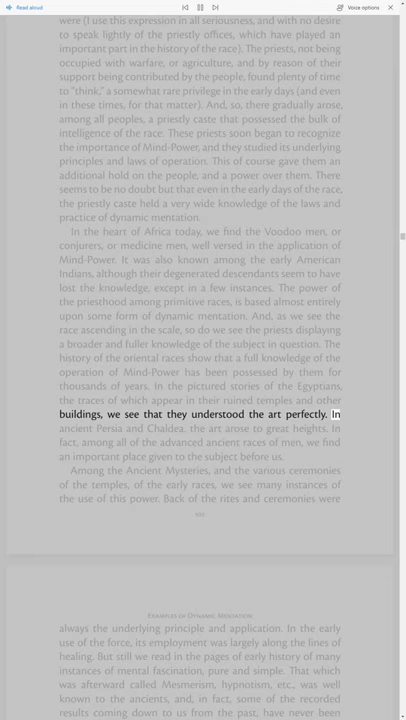 Read aloud
Voice options
were (I use this expression in all seriousness, and with no desire
to speak lightly of the priestly offices, which have played an
important part in the history of the race). The priests, not being
occupied with warfare, or agriculture, and by reason of their
support being contributed by the people, found plenty of time
to "think," a somewhat rare privilege in the early days (and even
in these times, for that matter). And, so, there gradually arose,
among all peoples, a priestly caste that possessed the bulk of
intelligence of the race. These priests soon began to recognize
the importance of Mind-Power, and they studied its underlying
principles and laws of operation. This of course gave them an
additional hold on the people, and a power over them. There
seems to be no doubt but that even in the early days of the race,
the priestly caste held a very wide knowledge of the laws and
practice of dynamic mentation.
In the heart of Africa today, we find the Voodoo men, or
conjurers, or medicine men, well versed in the application of
Mind-Power. It was also known among the early American
Indians, although their degenerated descendants seem to have
lost the knowledge, except in a few instances. The power of
the priesthood among primitive races, is based almost entirely
upon some form of dynamic mentation. And, as we see the
race ascending in the scale, so do we see the priests displaying
a broader and fuller knowledge of the subject in question. The
history of the oriental races show that a full knowledge of the
operation of Mind-Power has been possessed by them for
thousands of years. In the pictured stories of the Egyptians,
the traces of which appear in their ruined temples and other
buildings, we see that they understood the art perfectly. In
ancient Persia and Chaldea, the art arose to great heights. In
fact, among all of the advanced ancient races of men, we find
an important place given to the subject before us.
Among the Ancient Mysteries, and the various ceremonies
of the temples, of the early races, we see many instances of
the use of this power. Back of the rites and ceremonies were
Examples of Dynamic Mentation
always the underlying principle and application. In the early
use of the force, its employment was largely along the lines of
healing. But still we read in the pages of early history of many
instances of mental fascination, pure and simple. That which
was afterward called Mesmerism, hypnotism, etc., was well
known to the ancients, and, in fact, some of the recorded
results coming down to us from the past, have never been